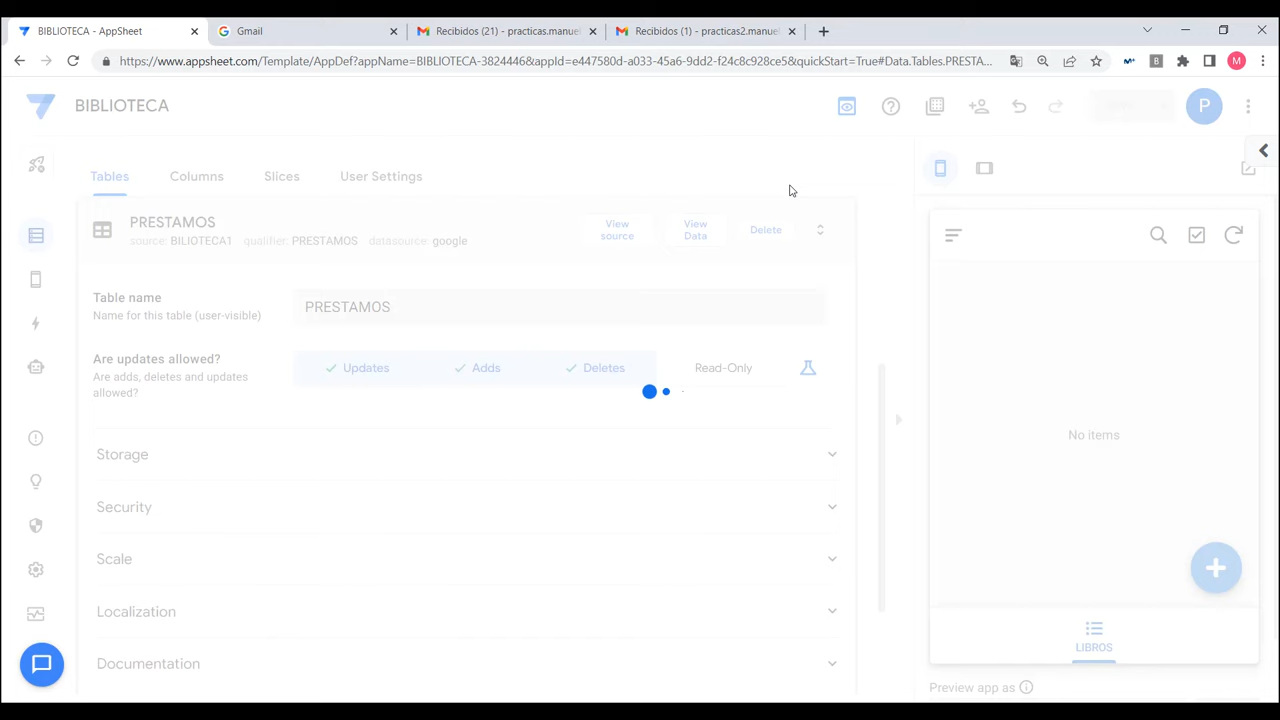 BIBLIOTECA - AppSheet
Gmail
Recibidos (21) - practicas.manuel
Recibidos (1) - practicas2.manue
https://www.appsheet.com/Template/AppDef?appName=BIBLIOTECA-3824446&appId=e447580d-a033-45a6-9dd2-f24c8c928ce5&quickStart=True#Data.Tables.PRESTA...
M
BIBLIOTECA
P
Tables
Columns
Slices
User Settings
PRESTAMOS
source: BILIOTECA1 qualifier: PRESTAMOS datasource: google
View source
View Data
Delete
Table name
Name for this table (user-visible)
PRESTAMOS
Are updates allowed?
Are adds, deletes and updates
allowed?
Updates
Adds
Deletes
Read-Only
Storage
Security
Scale
Localization
Documentation
No items
LIBROS
Preview app as